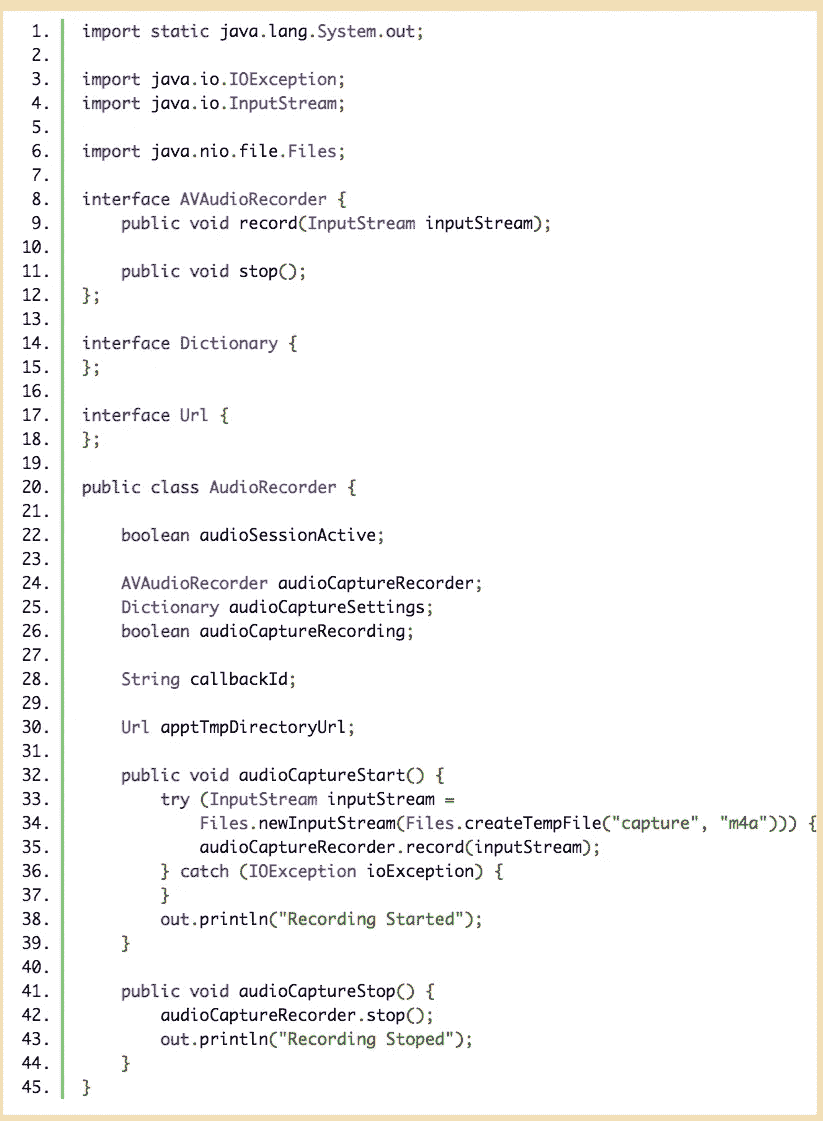 1. import static java.lang.System.out;
2.
3. import java.io.IOException;
4. import java.io.InputStream;
5.
6. import java.nio.file.Files;
7.
8. interface AVAudioRecorder {
9.     public void record(InputStream inputStream);
10.
11.     public void stop();
12. };
13.
14. interface Dictionary {
15. };
16.
17. interface Url {
18. };
19.
20. public class AudioRecorder {
21.
22.     boolean audioSessionActive;
23.
24.     AVAudioRecorder audioCaptureRecorder;
25.     Dictionary audioCaptureSettings;
26.     boolean audioCaptureRecording;
27.
28.     String callbackId;
29.
30.     Url apptTmpDirectoryUrl;
31.
32.     public void audioCaptureStart() {
33.         try (InputStream inputStream =
34.             Files.newInputStream(Files.createTempFile("capture", "m4a"))) {
35.             audioCaptureRecorder.record(inputStream);
36.         } catch (IOException ioException) {
37.         }
38.         out.println("Recording Started");
39.     }
40.
41.     public void audioCaptureStop() {
42.         audioCaptureRecorder.stop();
43.         out.println("Recording Stoped");
44.     }
45. }